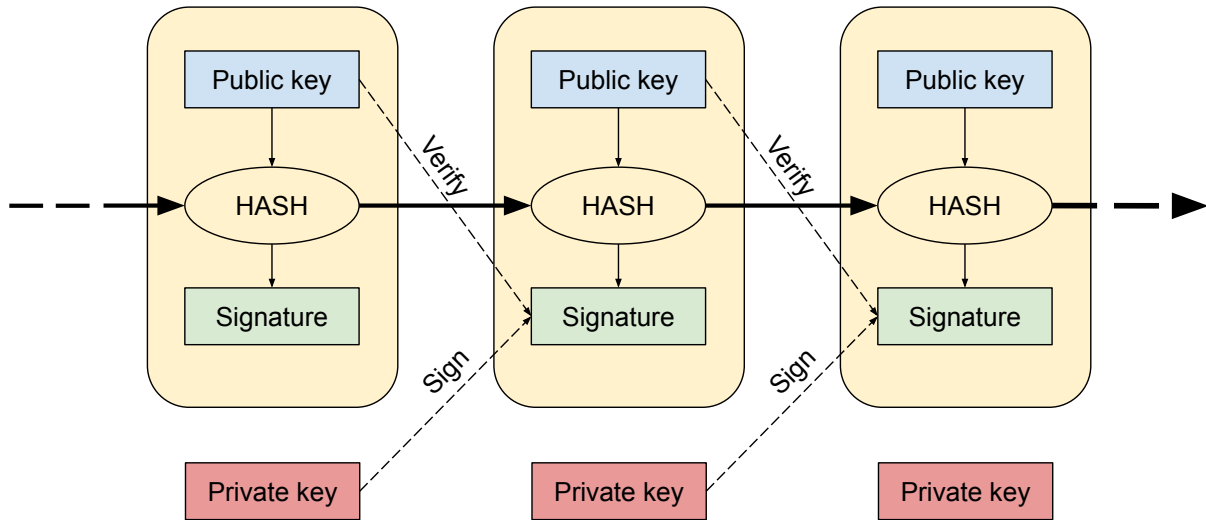 Public key
Public key
Public key
Verify
Verify
HASH
HASH
HASH
Signature
Signature
Signature
Sign
Sign
Private key
Private key
Private key